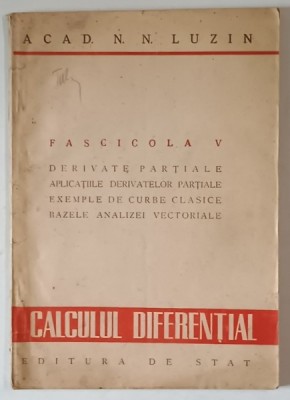 ACAD. N. N. LUZIN
FASCICOLA V
DERIVATE PARȚIALE
APLICAȚIILE DERIVATELOR PARȚIALE
EXEMPLE DE CURBE CLASICE
BAZELE ANALIZEI VECTORIALE
CALCULUL DIFERENȚIAL
EDITURA DE STAT